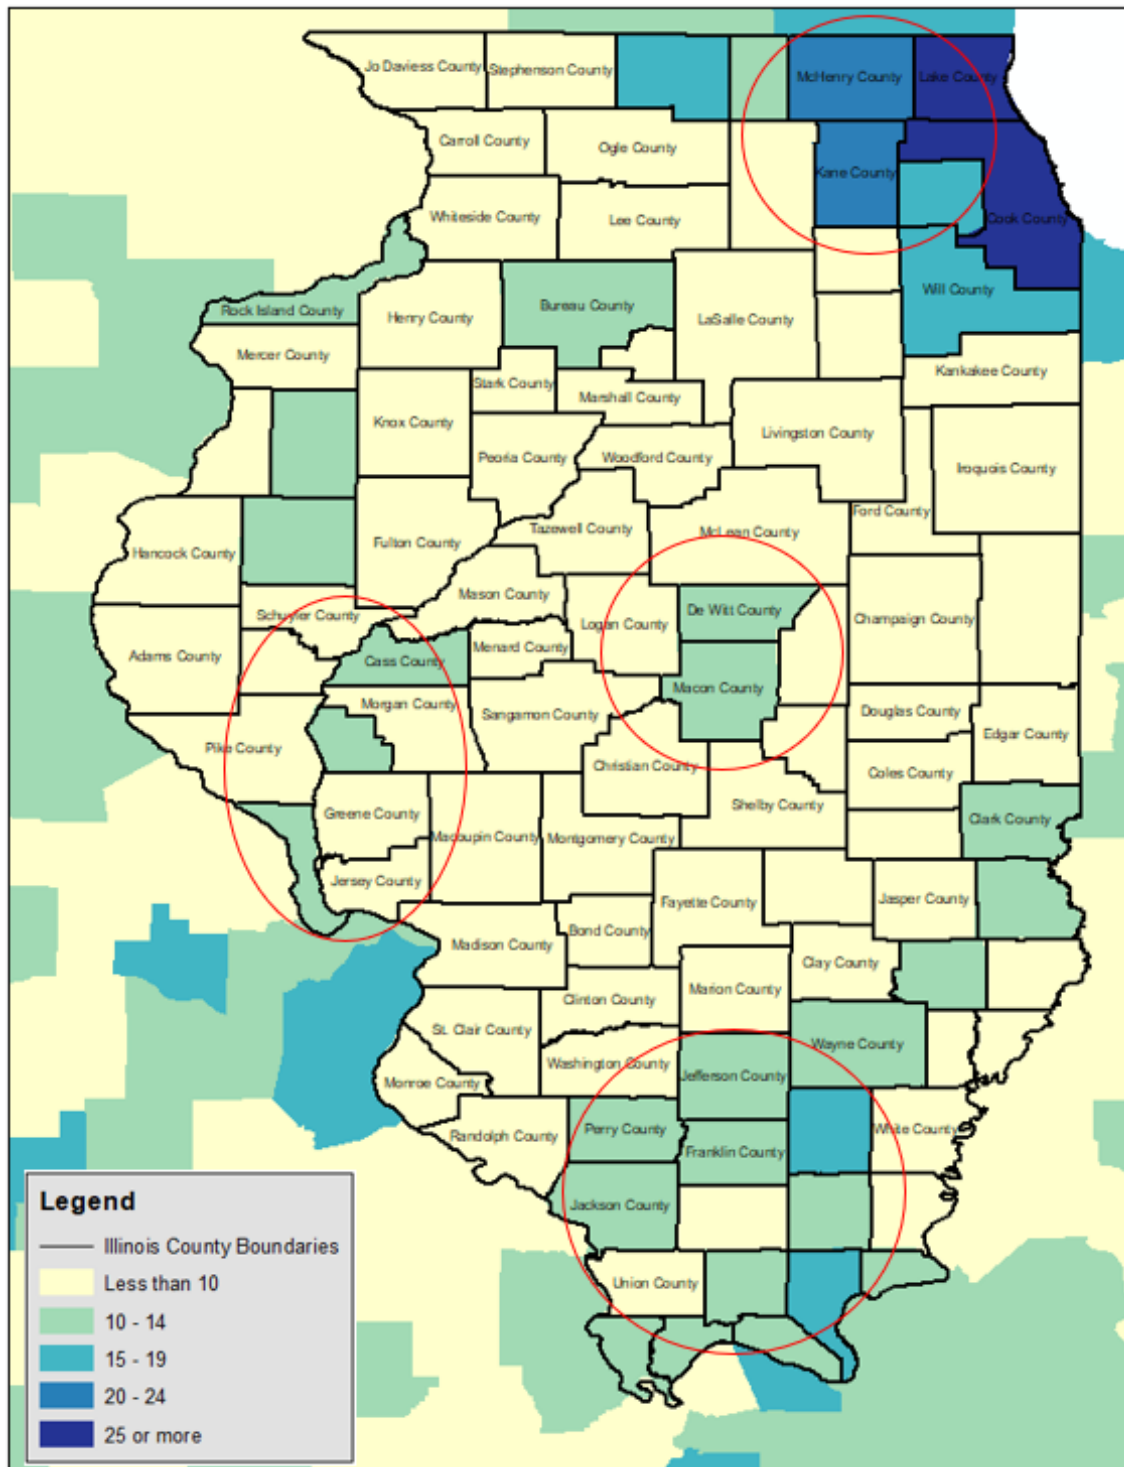 Jo Daviess County
Stephenson County
McHenry County
Lake County
Carroll County
Ogle County
Kane County
Whiteside County
Lee County
Cook County
Rock Island County
Henry County
Bureau County
LaSalle County
Will County
Mercer County
Kankakee County
Stark County
Marshall County
Knox County
Livingston County
Peoria County
Woodford County
Iroquois County
Ford County
Hancock County
Fulton County
Tazewell County
McLean County
Mason County
Schuyler County
De Witt County
Logan County
Champaign County
Adams County
Cass County
Menard County
Macon County
Morgan County
Sangamon County
Douglas County
Edgar County
Pike County
Christian County
Coles County
Greene County
Shelby County
Clark County
Macoupin County
Montgomery County
Jersey County
Fayette County
Jasper County
Madison County
Bond County
Clay County
Marion County
Clinton County
St. Clair County
Wayne County
Washington County
Jefferson County
Monroe County
Randolph County
Perry County
White County
Franklin County
Jackson County
Union County
Legend
Illinois County Boundaries
Less than 10
10 - 14
15 - 19
20 - 24
25 or more